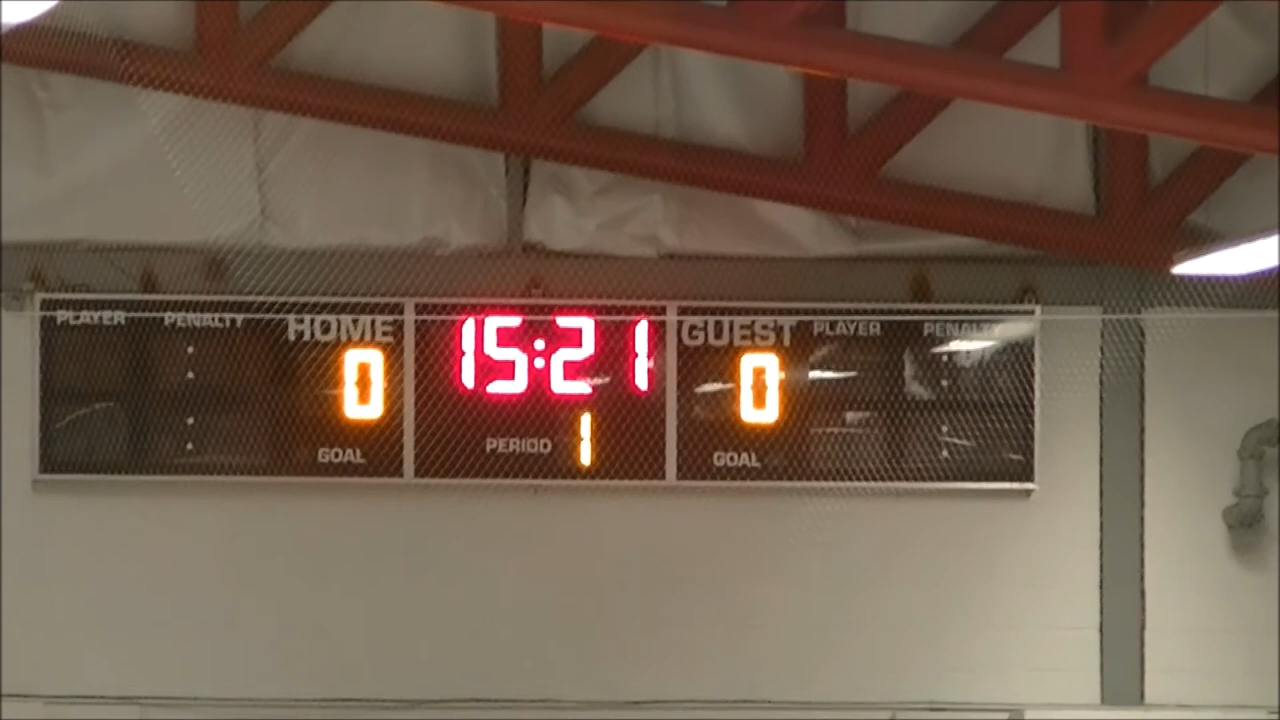 PLAYER PENALTY HOME 15:21 GUEST PLAYER PENALTY
0 0
PERIOD 1
GOAL GOAL